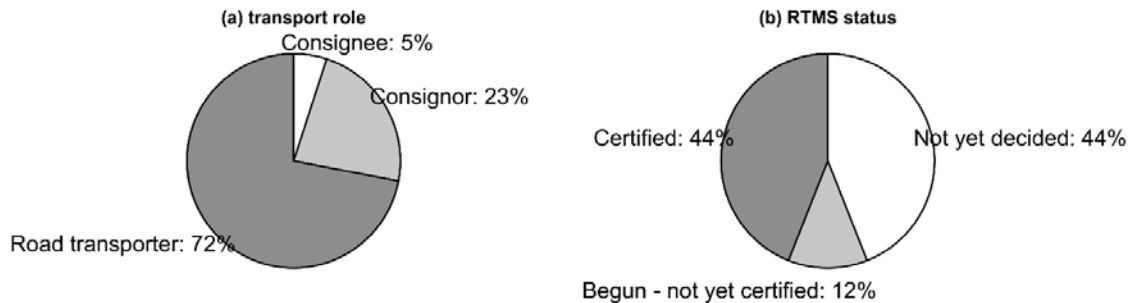 (a) transport role
Consignee: 5%
Consignor: 23%
Road transporter: 72%
(b) RTMS status
Certified: 44%
Not yet decided: 44%
Begun - not yet certified: 12%